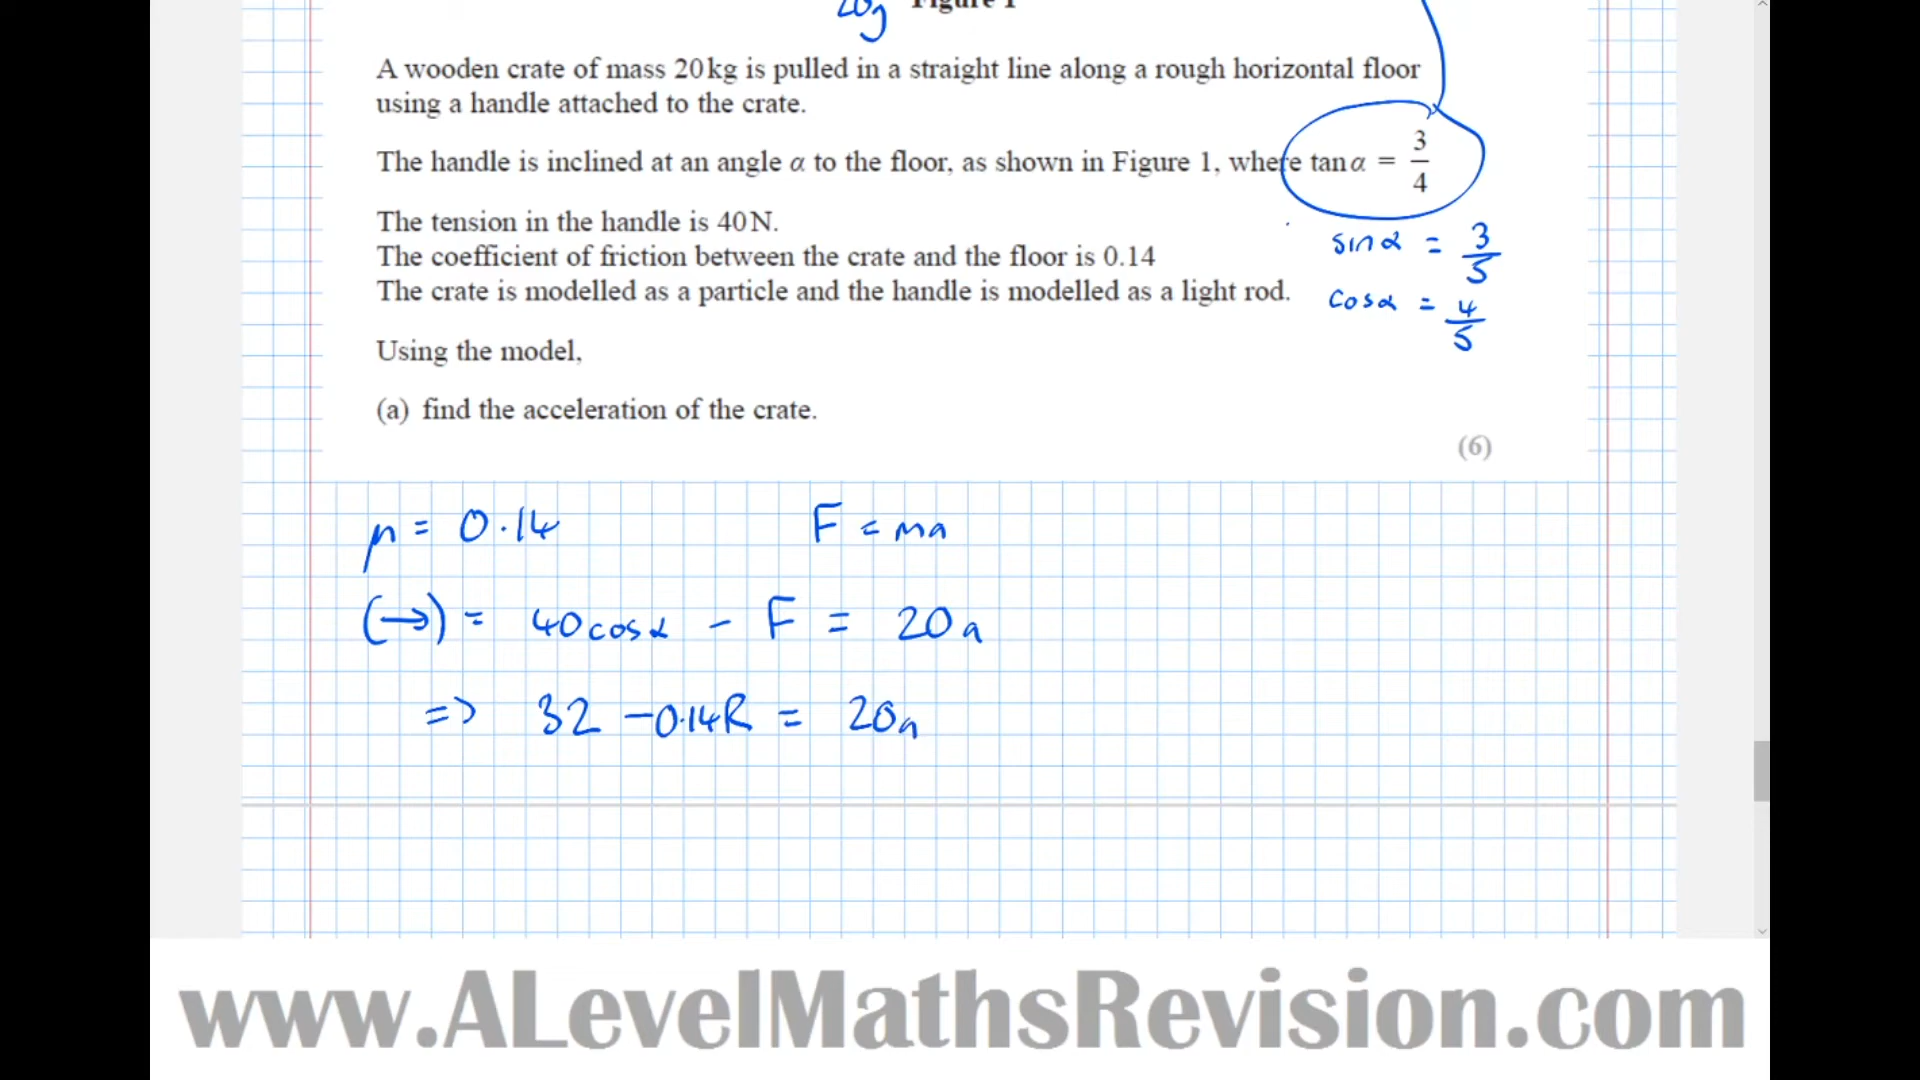 20g Figure 1
A wooden crate of mass 20 kg is pulled in a straight line along a rough horizontal floor
using a handle attached to the crate.
The handle is inclined at an angle α to the floor, as shown in Figure 1, where tan α = 3/4
The tension in the handle is 40 N.
sin α = 3/5
The coefficient of friction between the crate and the floor is 0.14
The crate is modelled as a particle and the handle is modelled as a light rod.
cos α = 4/5
Using the model,
(a) find the acceleration of the crate.
(6)
μ = 0.14 F = ma
(→) = 40cosα - F = 20a
=> 32 - 0.14R = 20a
www.ALevelMathsRevision.com